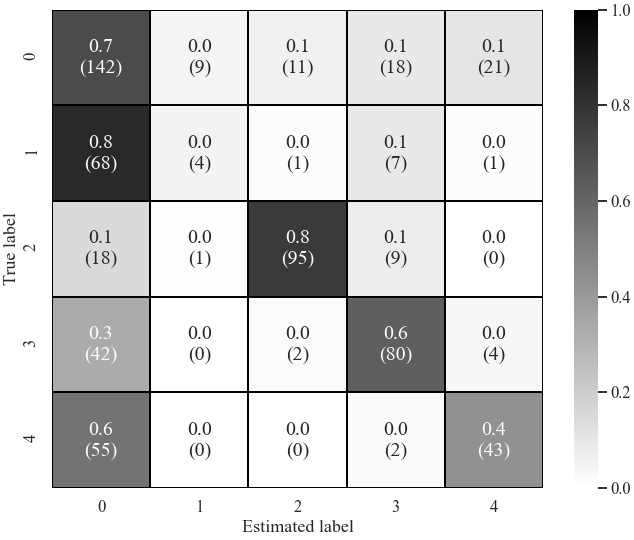 0.7 0.0 0.1 0.1 0.1
(142) (9) (11) (18) (21)
0
0.8 0.0 0.0 0.1 0.0
(68) (4) (1) (7) (1)
1
0.1 0.0 0.8 0.1 0.0
(18) (1) (95) (9) (0)
2
0.3 0.0 0.0 0.6 0.0
(42) (0) (2) (80) (4)
3
0.6 0.0 0.0 0.0 0.4
(55) (0) (0) (2) (43)
4
True label
0 1 2 3 4
Estimated label
1.0
0.8
0.6
0.4
0.2
0.0